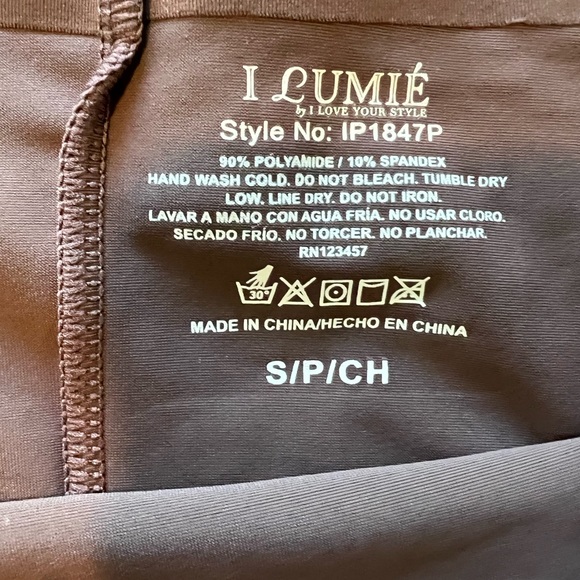 I LUMIÉ
by I LOVE YOUR STYLE
Style No: IP1847P
90% POLYAMIDE / 10% SPANDEX
HAND WASH COLD. DO NOT BLEACH. TUMBLE DRY
LOW. LINE DRY. DO NOT IRON.
LAVAR A MANO CON AGUA FRÍA. NO USAR CLORO.
SECADO FRÍO. NO TORCER. NO PLANCHAR.
RN123457
30°
MADE IN CHINA/HECHO EN CHINA
S/P/CH